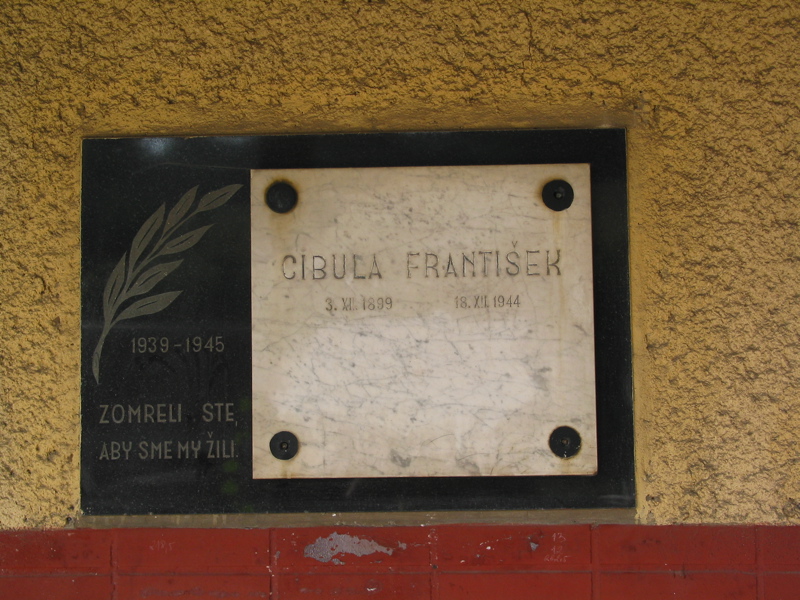 CIBULA FRANTIŠEK
3. XII. 1899 18. XII. 1944
1939-1945
ZOMRELI STE,
ABY SME MY ŽILI.